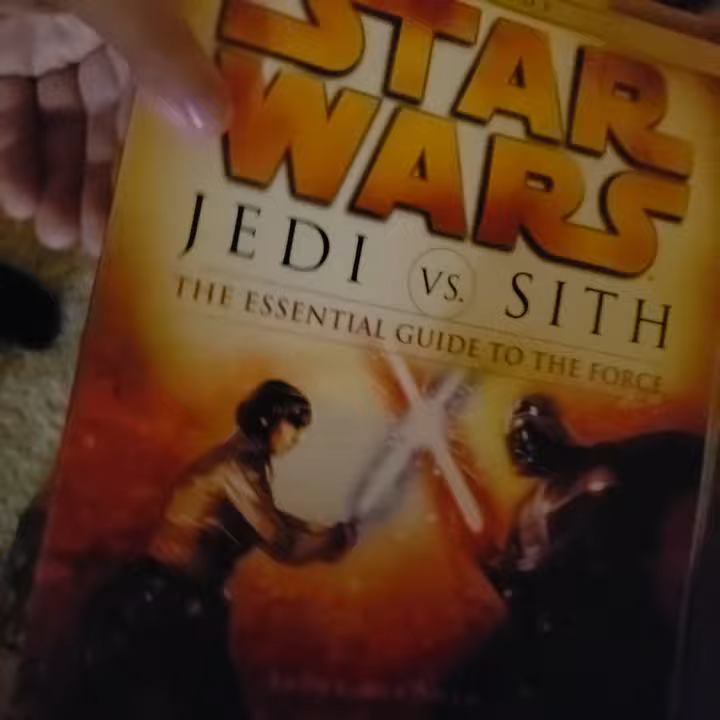 STAR
WARS
JEDI VS. SITH
THE ESSENTIAL GUIDE TO THE FORCE